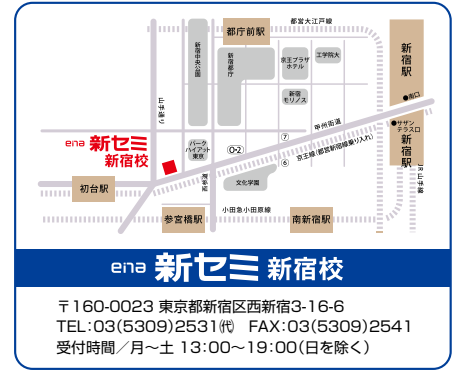 都営大江戸線
都庁前駅
新宿駅
新宿中央公園
新宿都庁
京王プラザ
ホテル
工学院大
新宿
モリノス
山手通り
南口
甲州街道
サザン
テラス口
新宿駅
京王線(都営新宿線乗り入れ)
ena 新セミ
新宿校
パーク
ハイアット
東京
O-2
⑦
⑥
文化学園
初台駅
JR山手線
小田急小田原線
参宮橋駅
南新宿駅
ena 新セミ 新宿校
〒160-0023 東京都新宿区西新宿3-16-6
TEL:03(5309)2531㈹ FAX:03(5309)2541
受付時間/月〜土 13:00〜19:00(日を除く)